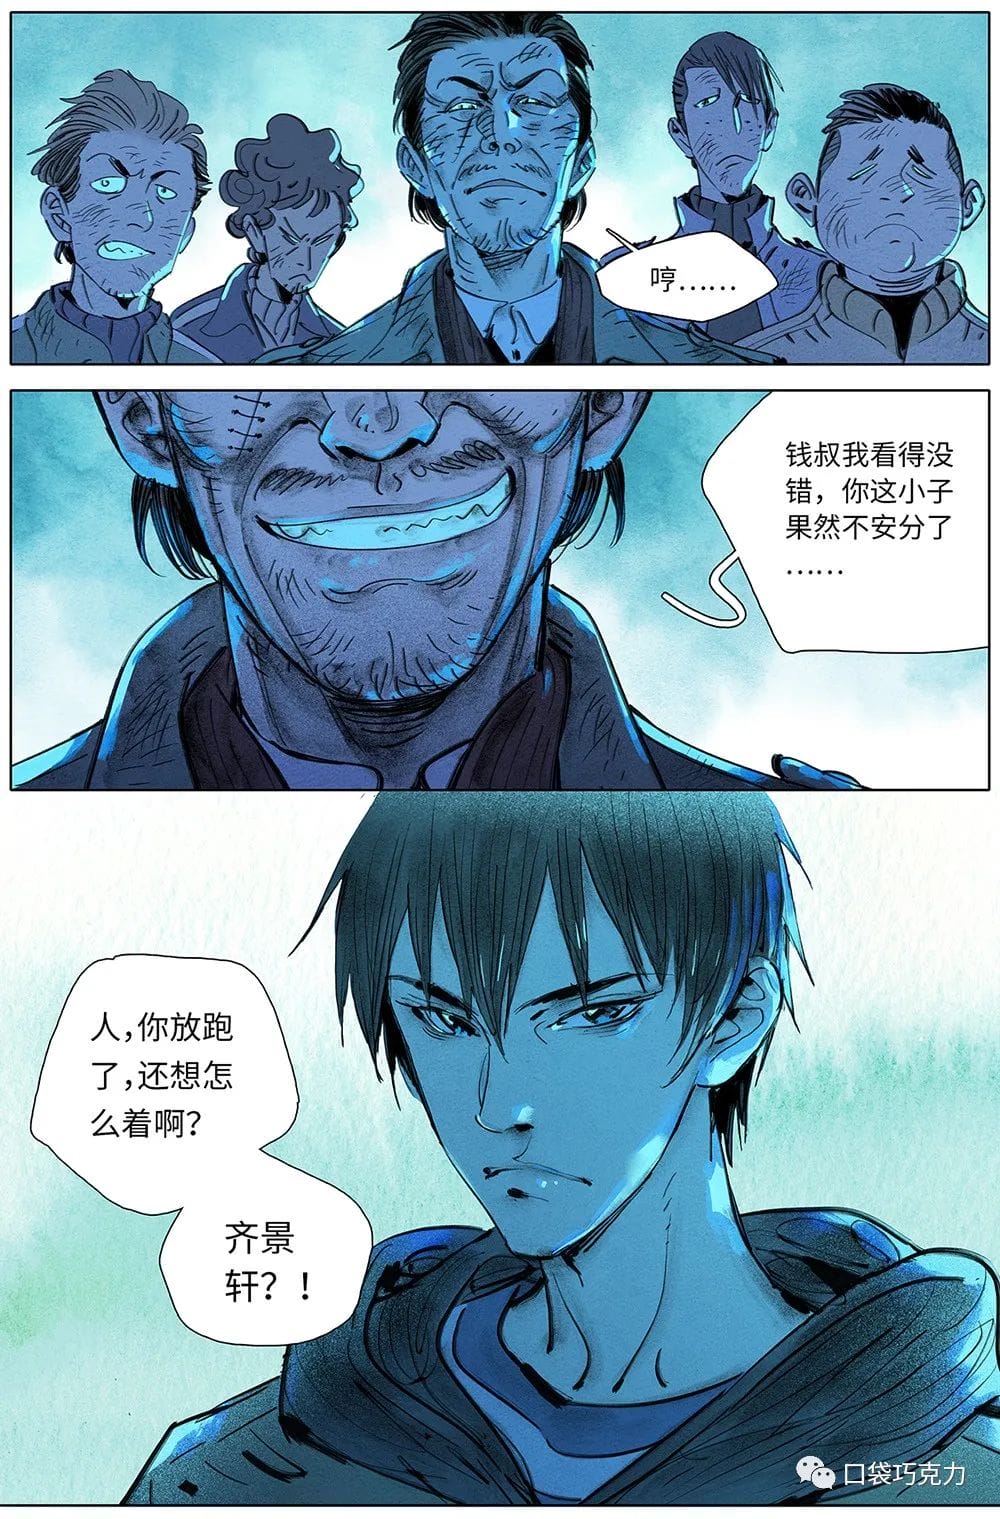 哼……
钱叔我看得没
错，你这小子
果然不安分了
……
人，你放跑
了，还想怎
么着啊？
齐景
轩？！
口袋巧克力